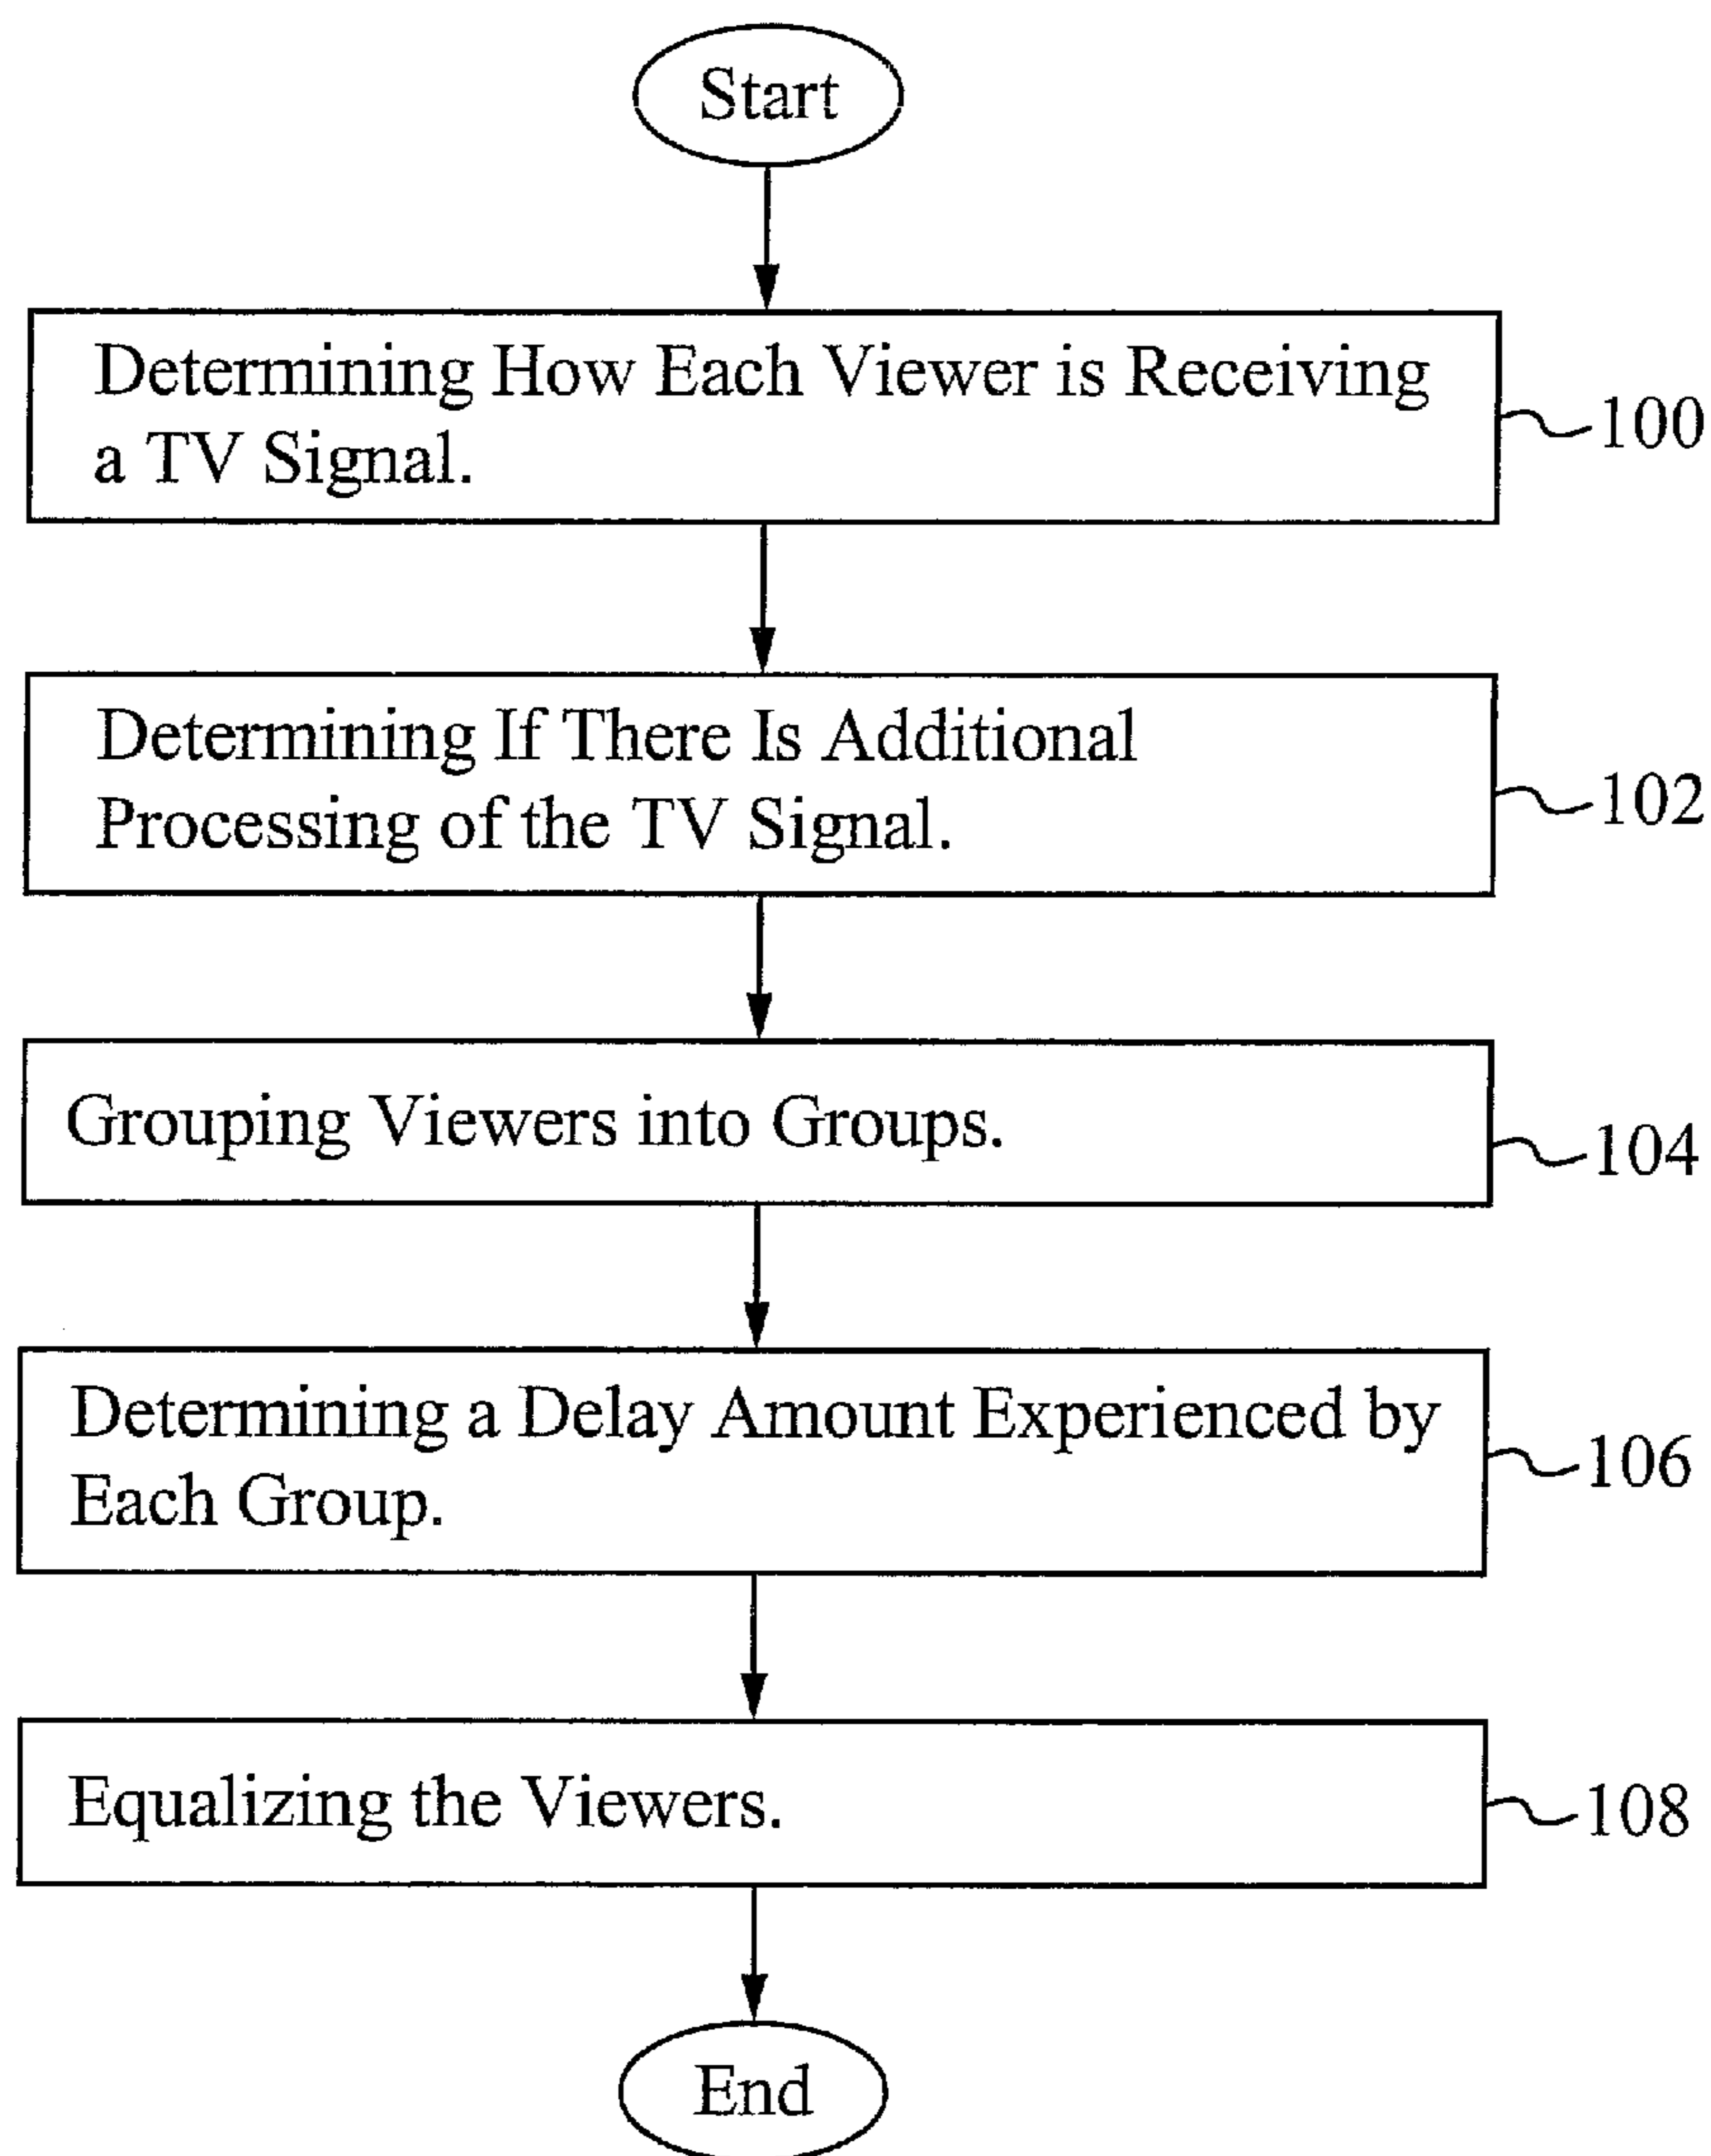 Start
Determining How Each Viewer is Receiving
a TV Signal.
100
Determining If There Is Additional
Processing of the TV Signal.
102
Grouping Viewers into Groups.
104
Determining a Delay Amount Experienced by
Each Group.
106
Equalizing the Viewers.
108
End